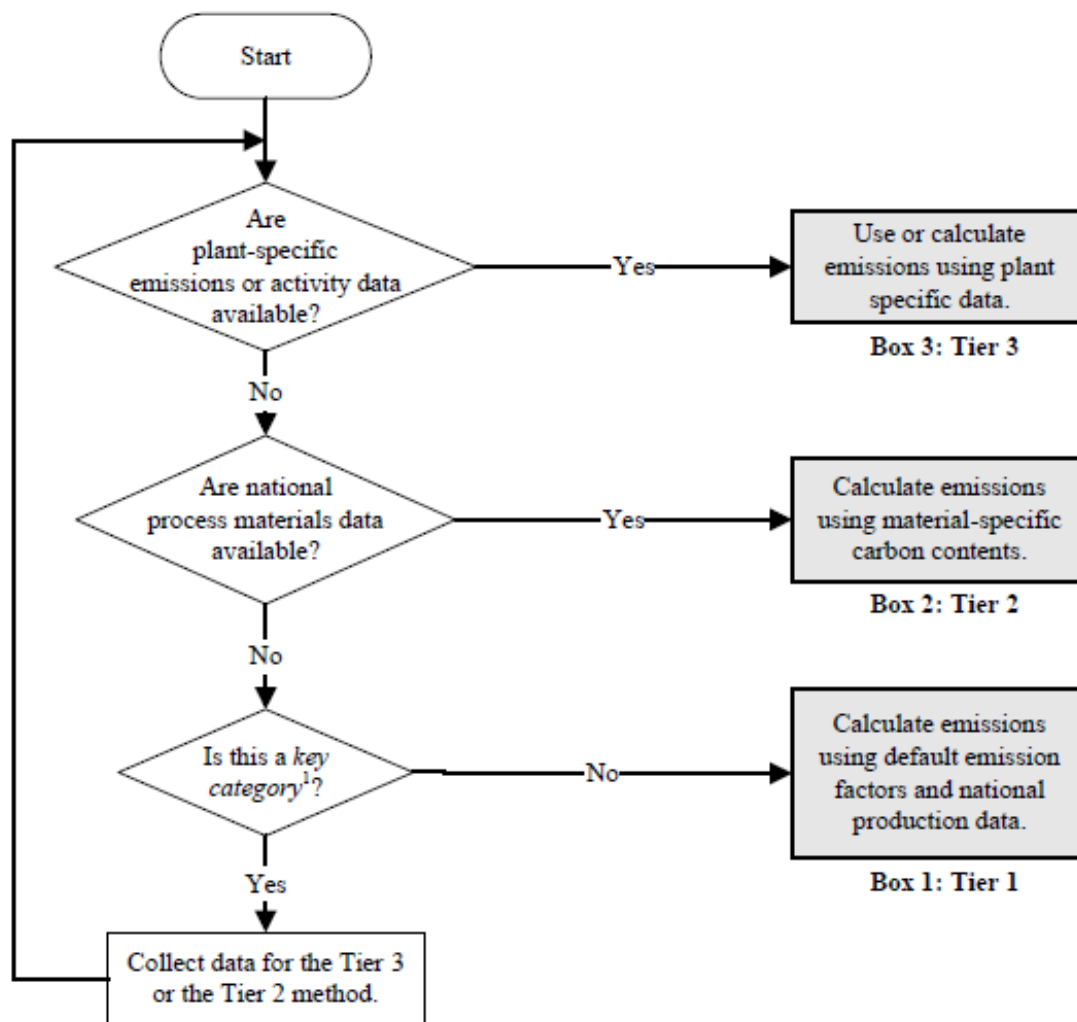 Start
Are
plant-specific
emissions or activity data
available?
Yes
Use or calculate
emissions using plant
specific data.
Box 3: Tier 3
No
Are national
process materials data
available?
Yes
Calculate emissions
using material-specific
carbon contents.
Box 2: Tier 2
No
Is this a key
category1?
No
Calculate emissions
using default emission
factors and national
production data.
Box 1: Tier 1
Yes
Collect data for the Tier 3
or the Tier 2 method.